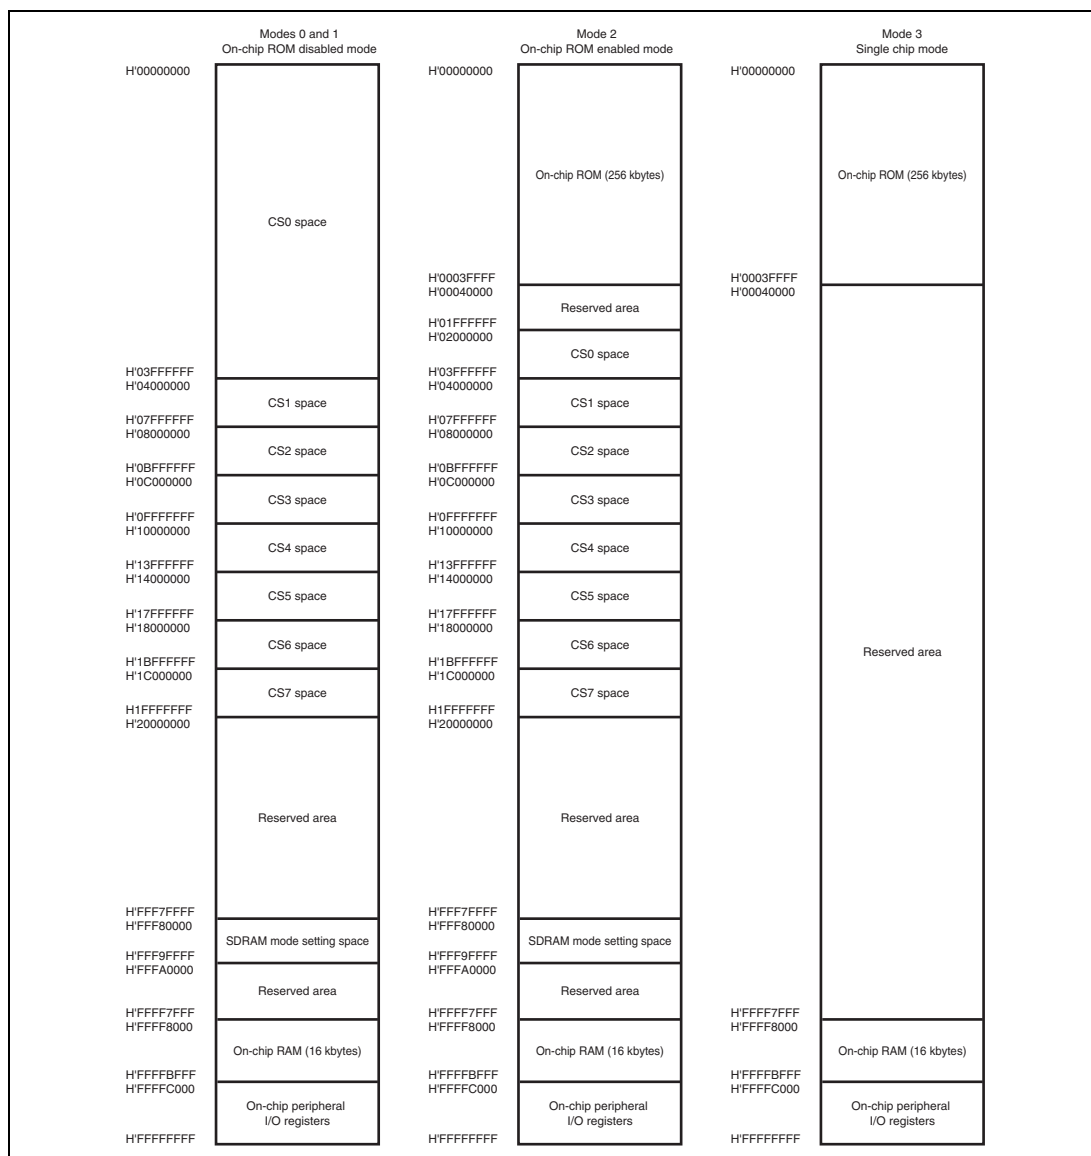 Modes 0 and 1
On-chip ROM disabled mode
H'00000000
CS0 space
H'03FFFFFF
H'04000000
CS1 space
H'07FFFFFF
H'08000000
CS2 space
H'0BFFFFFF
H'0C000000
CS3 space
H'0FFFFFFF
H'10000000
CS4 space
H'13FFFFFF
H'14000000
CS5 space
H'17FFFFFF
H'18000000
CS6 space
H'1BFFFFFF
H'1C000000
CS7 space
H1FFFFFFF
H'20000000
Reserved area
H'FFF7FFFF
H'FFF80000
SDRAM mode setting space
H'FFF9FFFF
H'FFFA0000
Reserved area
H'FFFF7FFF
H'FFFF8000
On-chip RAM (16 kbytes)
H'FFFFBFFF
H'FFFFC000
On-chip peripheral
I/O registers
H'FFFFFFFF
Mode 2
On-chip ROM enabled mode
H'00000000
On-chip ROM (256 kbytes)
H'0003FFFF
H'00040000
Reserved area
H'01FFFFFF
H'02000000
CS0 space
H'03FFFFFF
H'04000000
CS1 space
H'07FFFFFF
H'08000000
CS2 space
H'0BFFFFFF
H'0C000000
CS3 space
H'0FFFFFFF
H'10000000
CS4 space
H'13FFFFFF
H'14000000
CS5 space
H'17FFFFFF
H'18000000
CS6 space
H'1BFFFFFF
H'1C000000
CS7 space
H1FFFFFFF
H'20000000
Reserved area
H'FFF7FFFF
H'FFF80000
SDRAM mode setting space
H'FFF9FFFF
H'FFFA0000
Reserved area
H'FFFF7FFF
H'FFFF8000
On-chip RAM (16 kbytes)
H'FFFFBFFF
H'FFFFC000
On-chip peripheral
I/O registers
H'FFFFFFFF
Mode 3
Single chip mode
H'00000000
On-chip ROM (256 kbytes)
H'0003FFFF
H'00040000
Reserved area
H'FFFF7FFF
H'FFFF8000
On-chip RAM (16 kbytes)
H'FFFFBFFF
H'FFFFC000
On-chip peripheral
I/O registers
H'FFFFFFFF